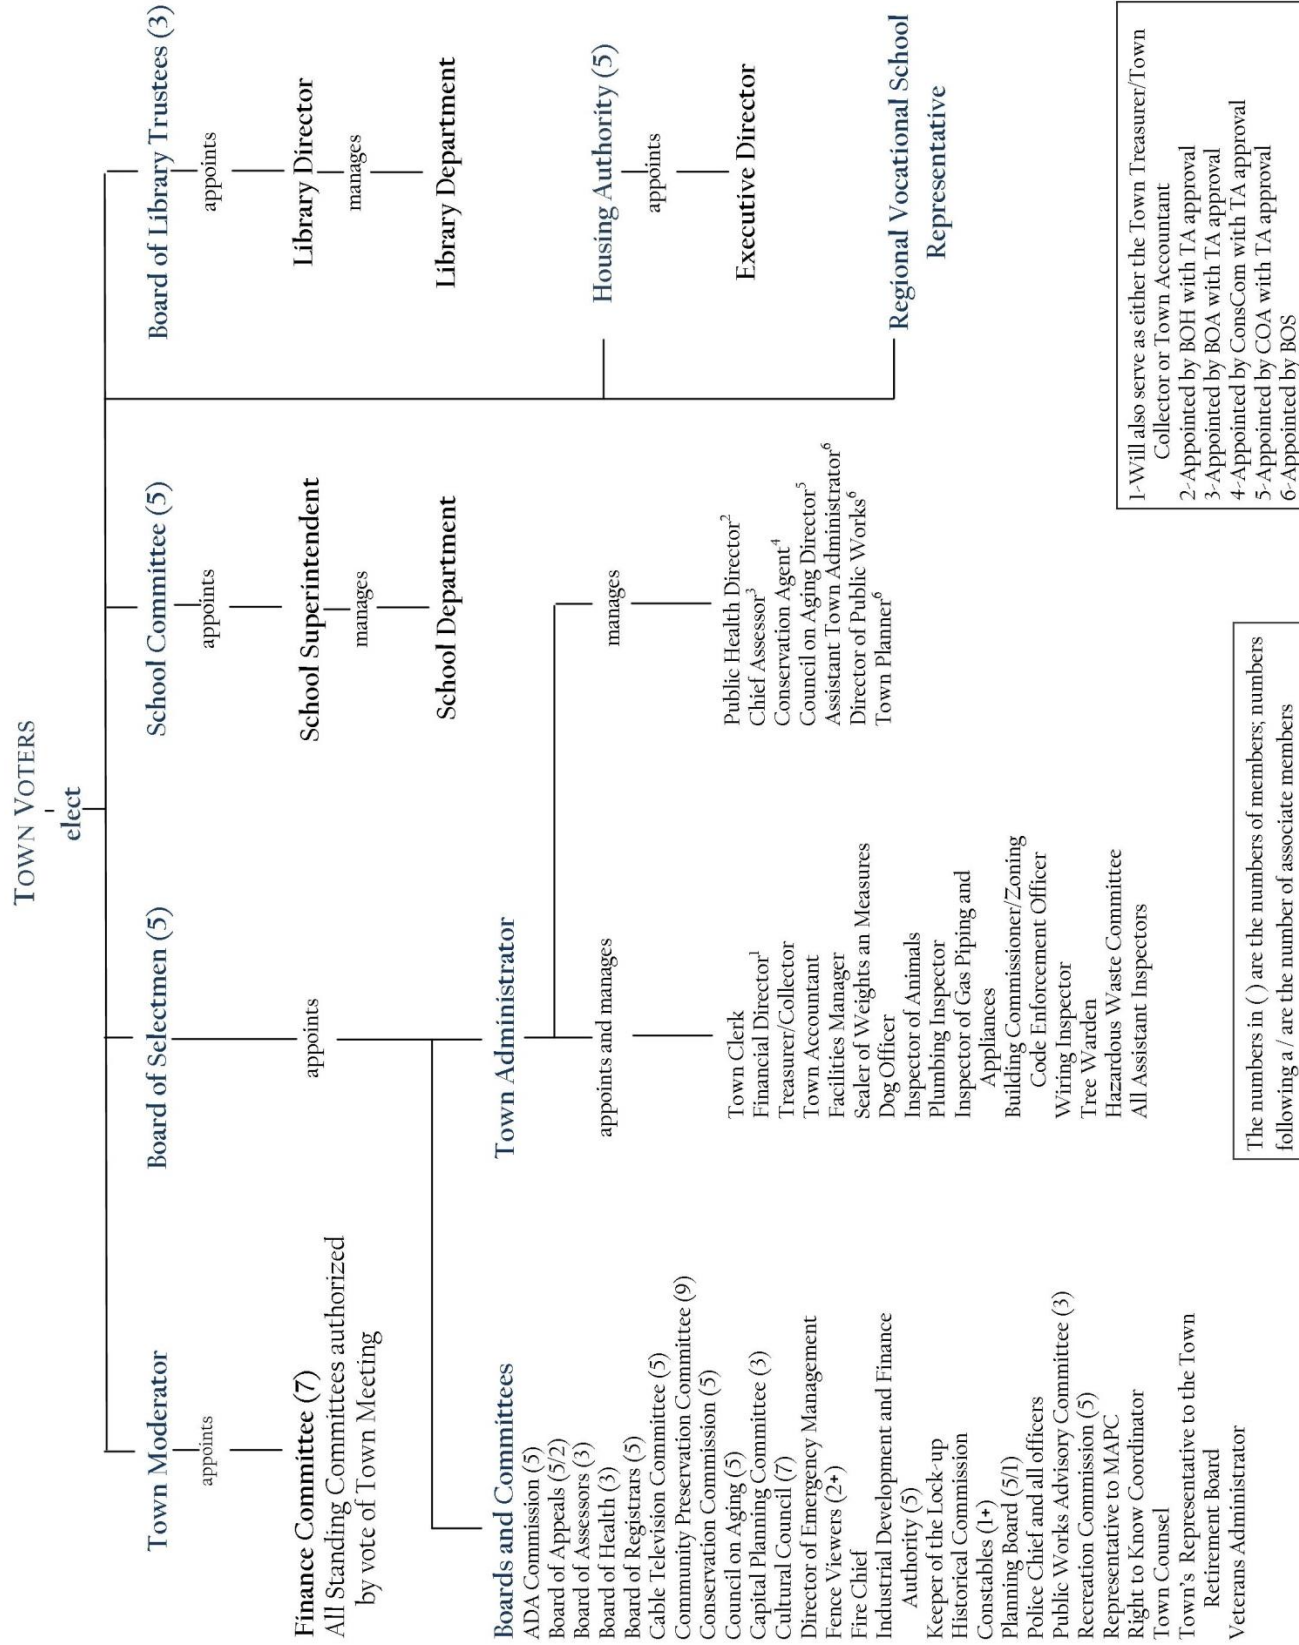 TOWN VOTERS
elect
Town Moderator
appoints
Finance Committee (7)
All Standing Committees authorized
by vote of Town Meeting
Board of Selectmen (5)
appoints
Boards and Committees
ADA Commission (5)
Board of Appeals (5/2)
Board of Assessors (3)
Board of Health (3)
Board of Registrars (5)
Cable Television Committee (5)
Community Preservation Committee (9)
Conservation Commission (5)
Council on Aging (5)
Capital Planning Committee (3)
Cultural Council (7)
Director of Emergency Management
Fence Viewers (2+)
Fire Chief
Industrial Development and Finance
Authority (5)
Keeper of the Lock-up
Historical Commission
Constables (1+)
Planning Board (5/1)
Police Chief and all officers
Public Works Advisory Committee (3)
Recreation Commission (5)
Representative to MAPC
Right to Know Coordinator
Town Counsel
Town's Representative to the Town
Retirement Board
Veterans Administrator
Town Administrator
appoints and manages
Town Clerk
Financial Director¹
Treasurer/Collector
Town Accountant
Facilities Manager
Sealer of Weights an Measures
Dog Officer
Inspector of Animals
Plumbing Inspector
Inspector of Gas Piping and
Appliances
Building Commissioner/Zoning
Code Enforcement Officer
Wiring Inspector
Tree Warden
Hazardous Waste Committee
All Assistant Inspectors
manages
Public Health Director²
Chief Assessor³
Conservation Agent⁴
Council on Aging Director⁵
Assistant Town Administrator⁶
Director of Public Works⁶
Town Planner⁶
School Committee (5)
appoints
School Superintendent
manages
School Department
Board of Library Trustees (3)
appoints
Library Director
manages
Library Department
Housing Authority (5)
appoints
Executive Director
Regional Vocational School
Representative
The numbers in ( ) are the numbers of members; numbers
following a / are the number of associate members
1-Will also serve as either the Town Treasurer/Town
Collector or Town Accountant
2-Appointed by BOH with TA approval
3-Appointed by BOA with TA approval
4-Appointed by ConsCom with TA approval
5-Appointed by COA with TA approval
6-Appointed by BOS